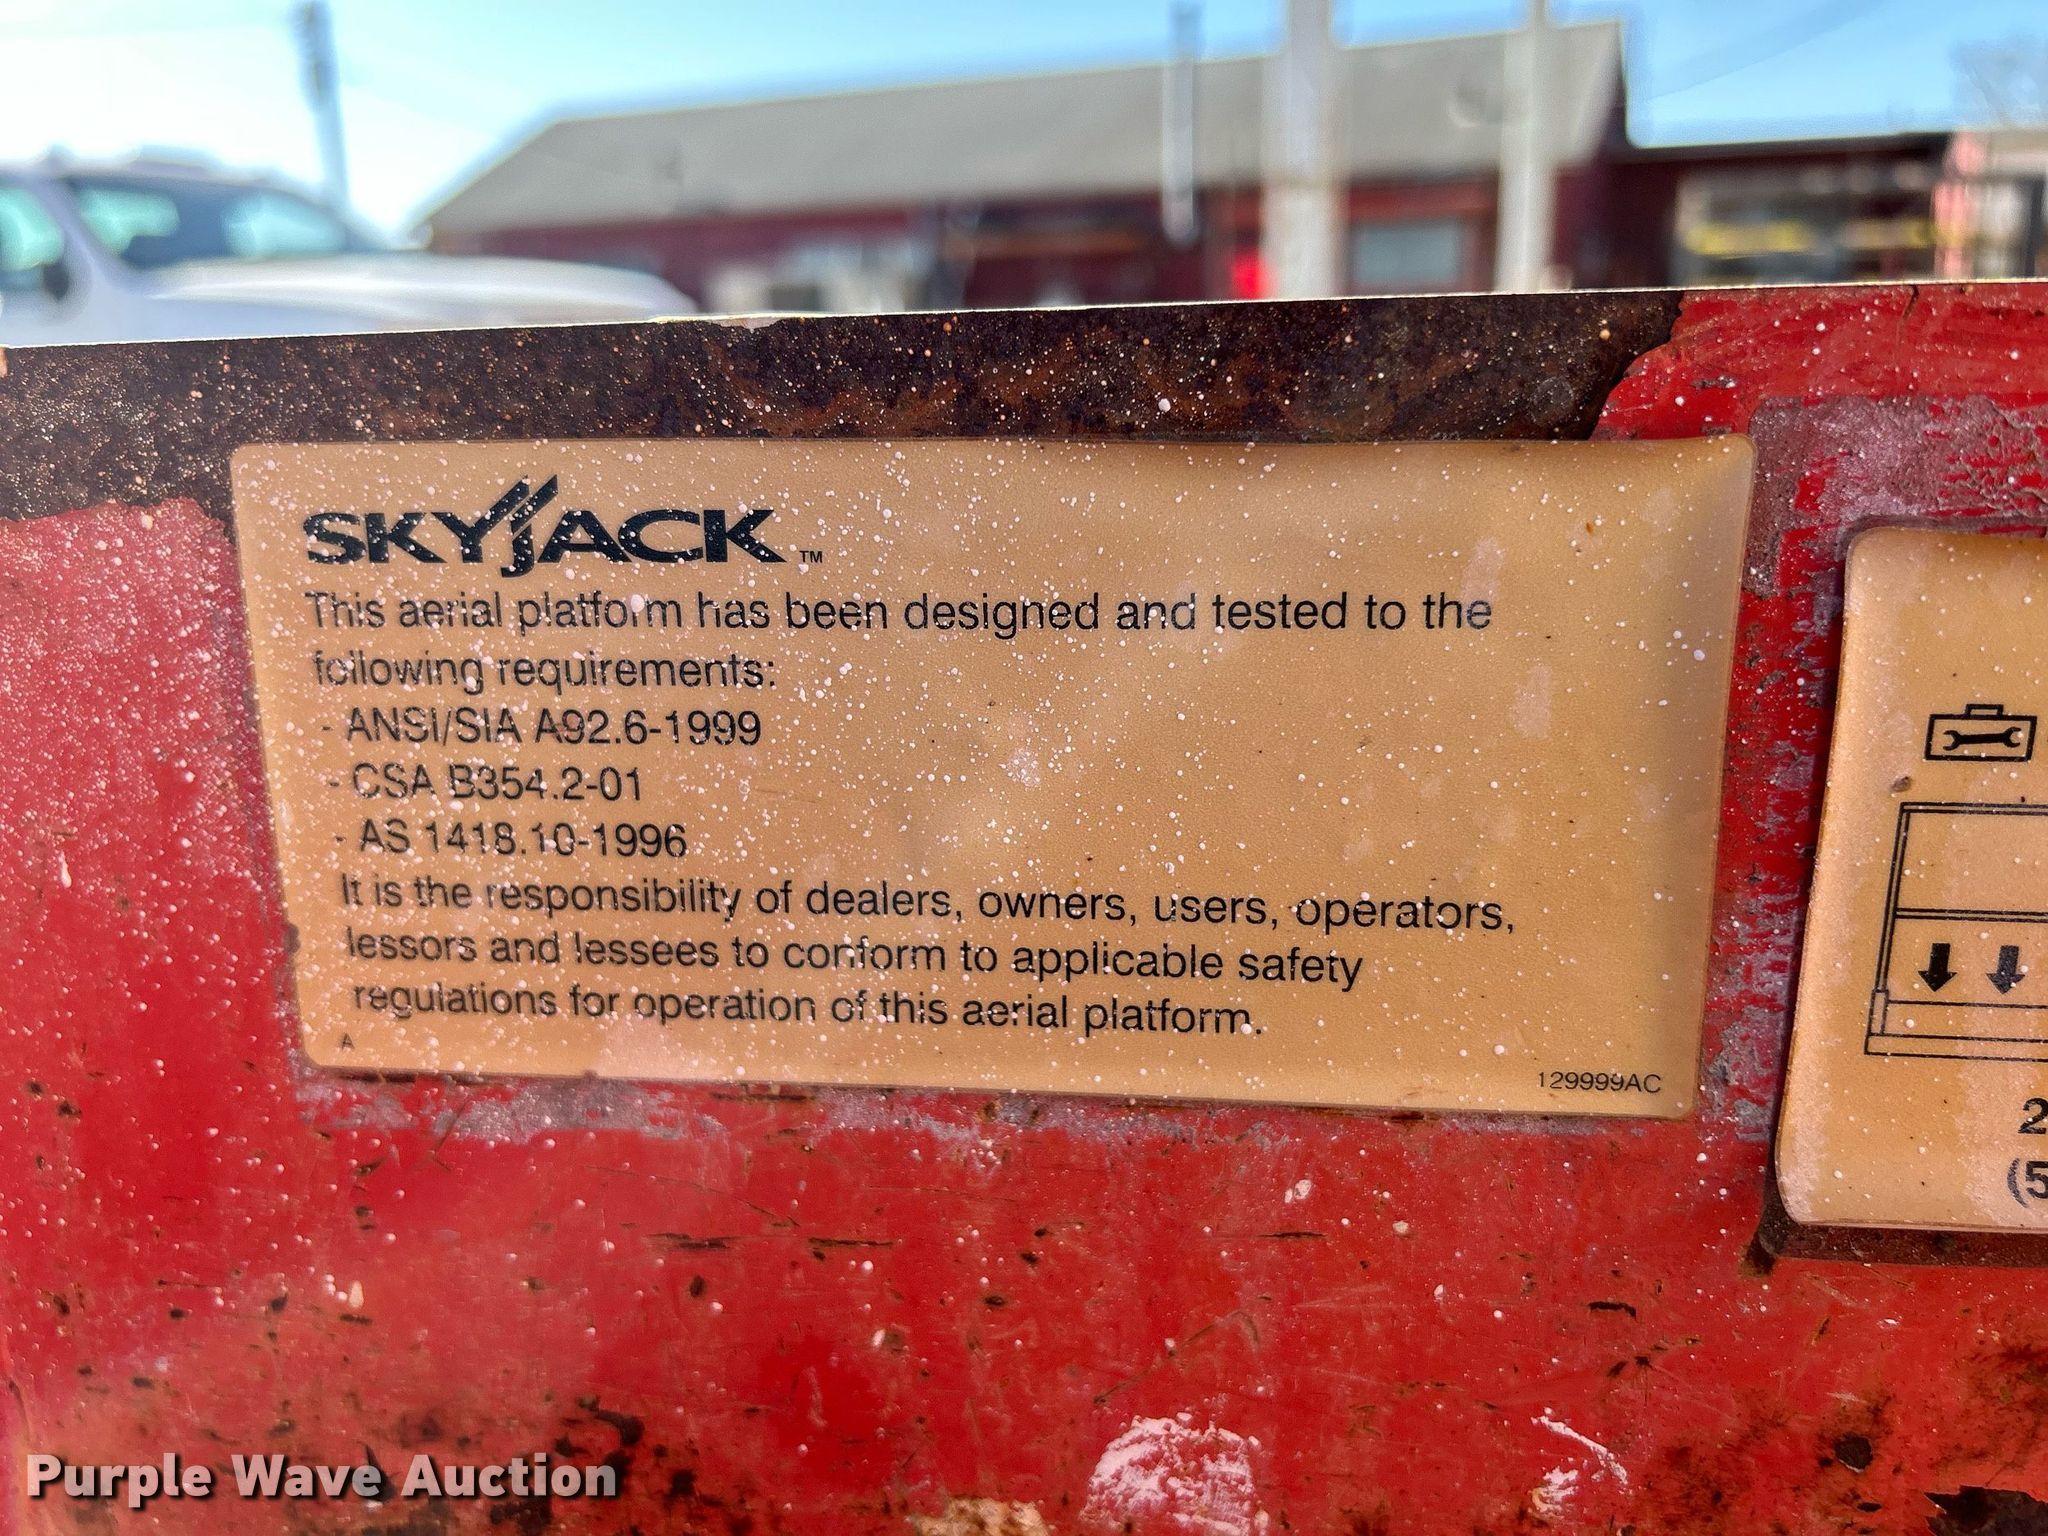 SKYJACK™
This aerial platform has been designed and tested to the
following requirements:
- ANSI/SIA A92.6-1999
- CSA B354.2-01
- AS 1418.10-1996
It is the responsibility of dealers, owners, users, operators,
lessors and lessees to conform to applicable safety
regulations for operation of this aerial platform.
A
129999AC
2
(5
Purple Wave Auction